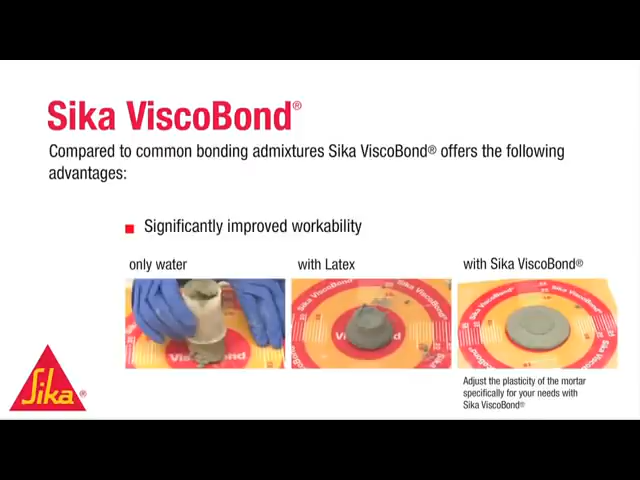 Sika ViscoBond®
Compared to common bonding admixtures Sika ViscoBond® offers the following
advantages:
Significantly improved workability
only water
with Latex
with Sika ViscoBond®
Adjust the plasticity of the mortar
specifically for your needs with
Sika ViscoBond®
Sika®